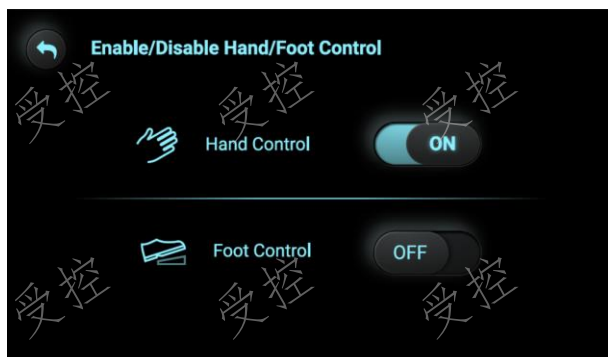 Enable/Disable Hand/Foot Control
受控 受控 受控
Hand Control ON
Foot Control OFF
受控 受控 受控